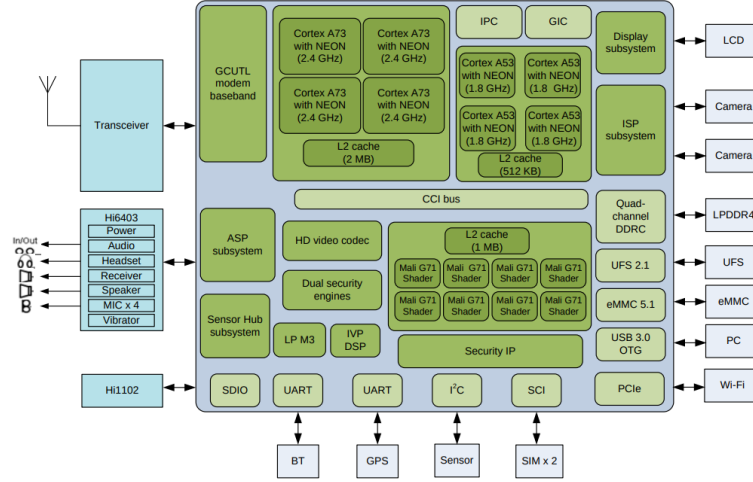 Transceiver
GCUTL
modem
baseband
Cortex A73
with NEON
(2.4 GHz)
Cortex A73
with NEON
(2.4 GHz)
Cortex A73
with NEON
(2.4 GHz)
Cortex A73
with NEON
(2.4 GHz)
L2 cache
(2 MB)
IPC
GIC
Cortex A53
with NEON
(1.8 GHz)
Cortex A53
with NEON
(1.8 GHz)
Cortex A53
with NEON
(1.8 GHz)
Cortex A53
with NEON
(1.8 GHz)
L2 cache
(512 KB)
Display
subsystem
LCD
ISP
subsystem
Camera
Camera
CCI bus
Quad-
channel
DDRC
LPDDR4
Hi6403
Power
Audio
Headset
Receiver
Speaker
MIC x 4
Vibrator
In/Out
ASP
subsystem
HD video codec
Dual security
engines
Sensor Hub
subsystem
LP M3
IVP
DSP
L2 cache
(1 MB)
Mali G71
Shader
Mali G71
Shader
Mali G71
Shader
Mali G71
Shader
Mali G71
Shader
Mali G71
Shader
Mali G71
Shader
Mali G71
Shader
Security IP
UFS 2.1
UFS
eMMC 5.1
eMMC
USB 3.0
OTG
PC
Hi1102
SDIO
UART
UART
I²C
SCI
PCIe
Wi-Fi
BT
GPS
Sensor
SIM x 2